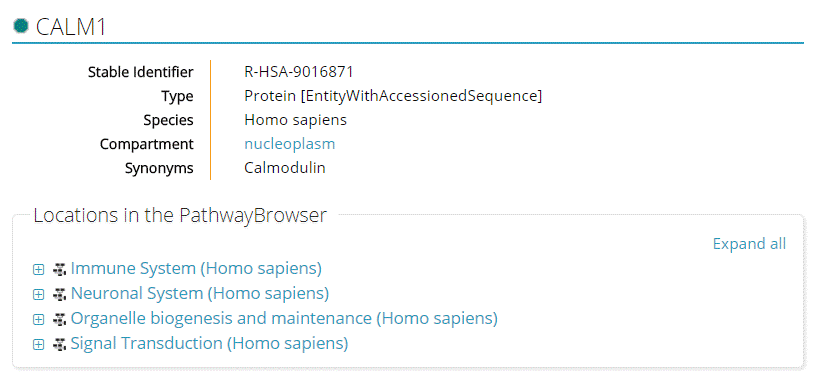 CALM1
Stable Identifier R-HSA-9016871
Type Protein [EntityWithAccessionedSequence]
Species Homo sapiens
Compartment nucleoplasm
Synonyms Calmodulin
Locations in the PathwayBrowser
Expand all
Immune System (Homo sapiens)
Neuronal System (Homo sapiens)
Organelle biogenesis and maintenance (Homo sapiens)
Signal Transduction (Homo sapiens)